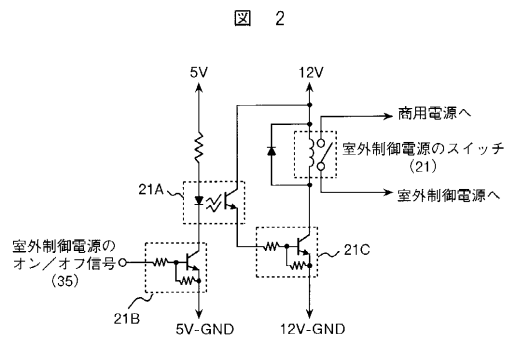 図 2
5V
12V
商用電源へ
室外制御電源のスイッチ
(21)
21A
室外制御電源へ
室外制御電源の
オン/オフ信号
(35)
21C
21B
5V-GND
12V-GND